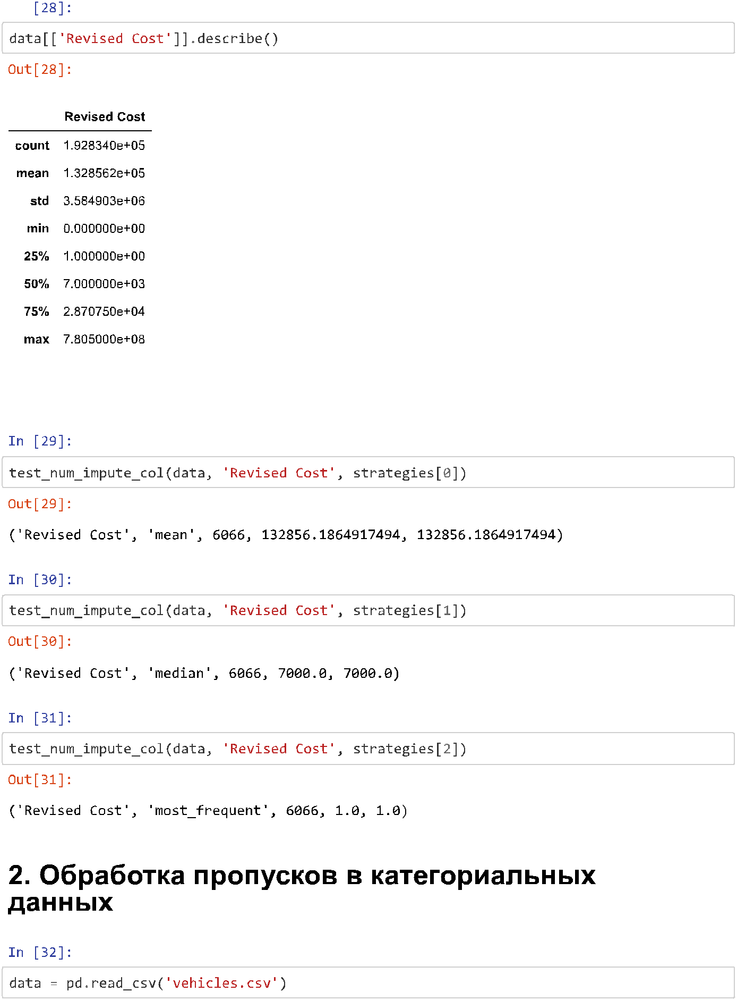 [28]:
data[['Revised Cost']].describe()
Out[28]:
Revised Cost
count 1.928340e+05
mean 1.328562e+05
std 3.584903e+06
min 0.000000e+00
25% 1.000000e+00
50% 7.000000e+03
75% 2.870750e+04
max 7.805000e+08
In [29]:
test_num_impute_col(data, 'Revised Cost', strategies[0])
Out[29]:
('Revised Cost', 'mean', 6066, 132856.1864917494, 132856.1864917494)
In [30]:
test_num_impute_col(data, 'Revised Cost', strategies[1])
Out[30]:
('Revised Cost', 'median', 6066, 7000.0, 7000.0)
In [31]:
test_num_impute_col(data, 'Revised Cost', strategies[2])
Out[31]:
('Revised Cost', 'most_frequent', 6066, 1.0, 1.0)
2. Обработка пропусков в категориальных
данных
In [32]:
data = pd.read_csv('vehicles.csv')